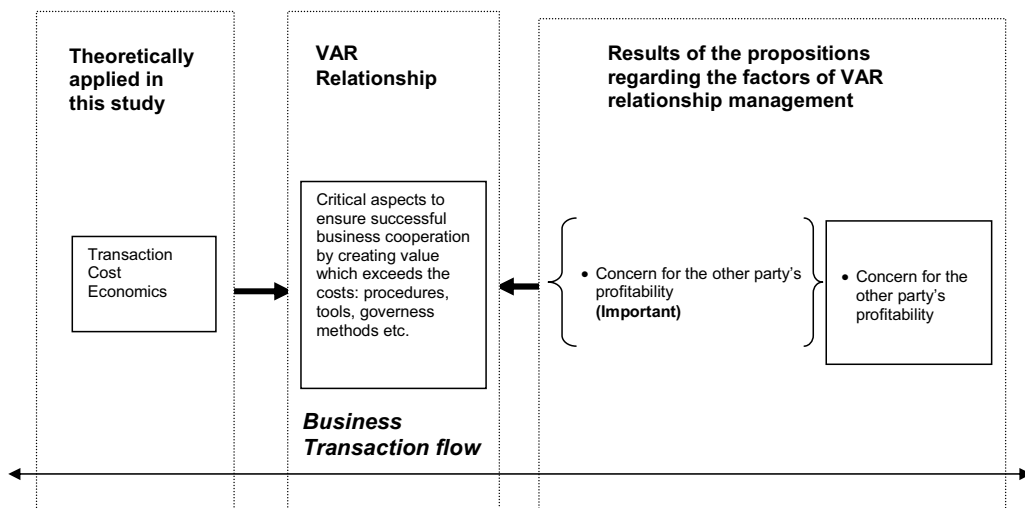 Theoretically
applied in
this study
VAR
Relationship
Results of the propositions
regarding the factors of VAR
relationship management
Transaction
Cost
Economics
Critical aspects to
ensure successful
business cooperation
by creating value
which exceeds the
costs: procedures,
tools, governess
methods etc.
• Concern for the other party's
profitability
(Important)
• Concern for the
other party's
profitability
Business
Transaction flow